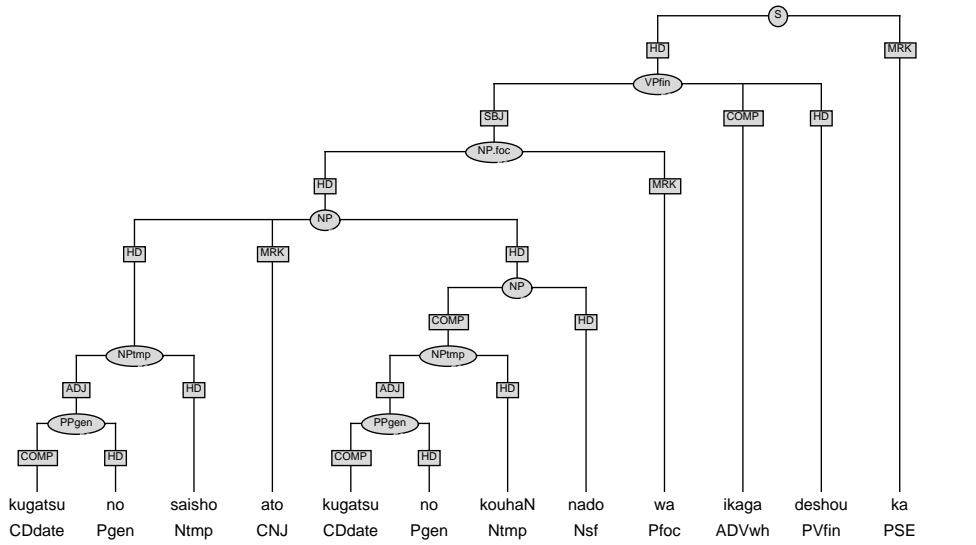 S
HD MRK
VPfin
SBJ COMP HD
NP.foc
HD MRK
NP
HD MRK HD
NP
COMP HD
NPtmp NPtmp
ADJ HD ADJ HD
PPgen PPgen
COMP HD COMP HD
kugatsu no saisho ato kugatsu no kouhaN nado wa ikaga deshou ka
CDdate Pgen Ntmp CNJ CDdate Pgen Ntmp Nsf Pfoc ADVwh PVfin PSE